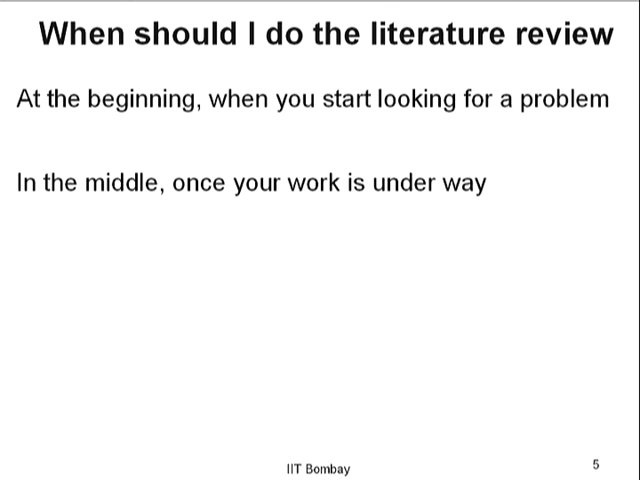 When should I do the literature review
At the beginning, when you start looking for a problem
In the middle, once your work is under way
IIT Bombay
5